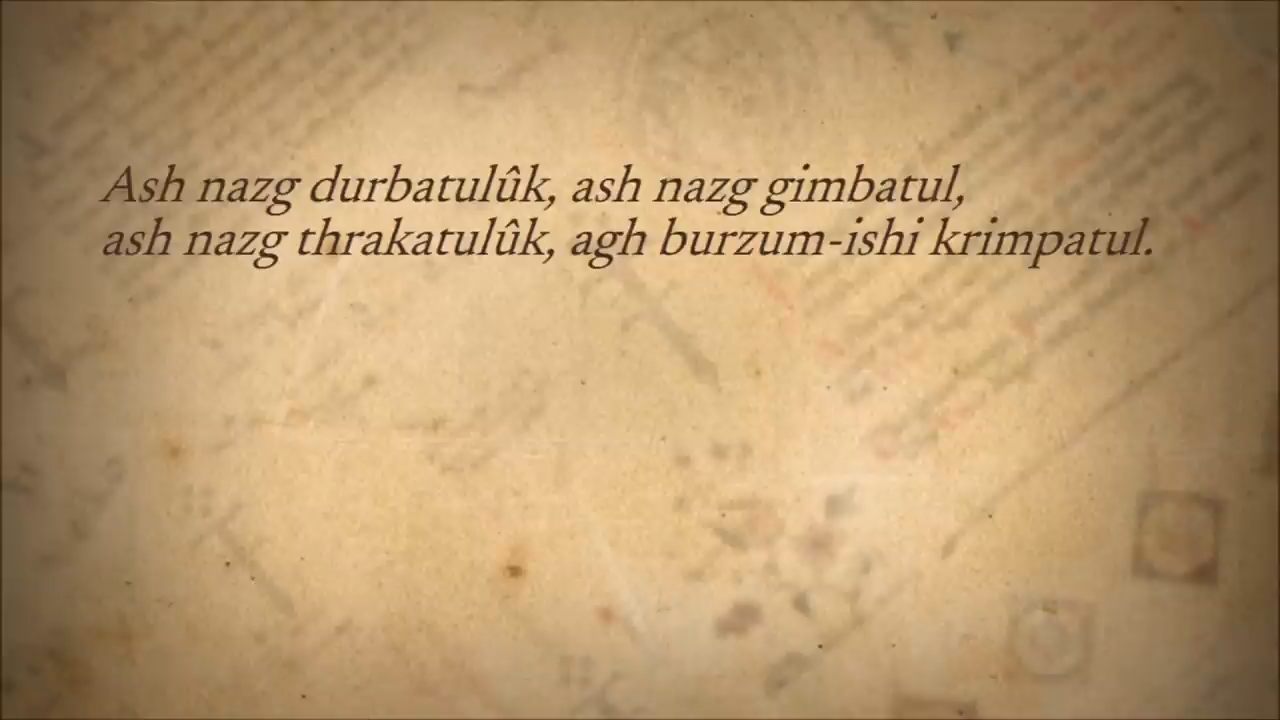 Ash nazg durbatulûk, ash nazg gimbatul,
ash nazg thrakatulûk, agh burzum-ishi krimpatul.